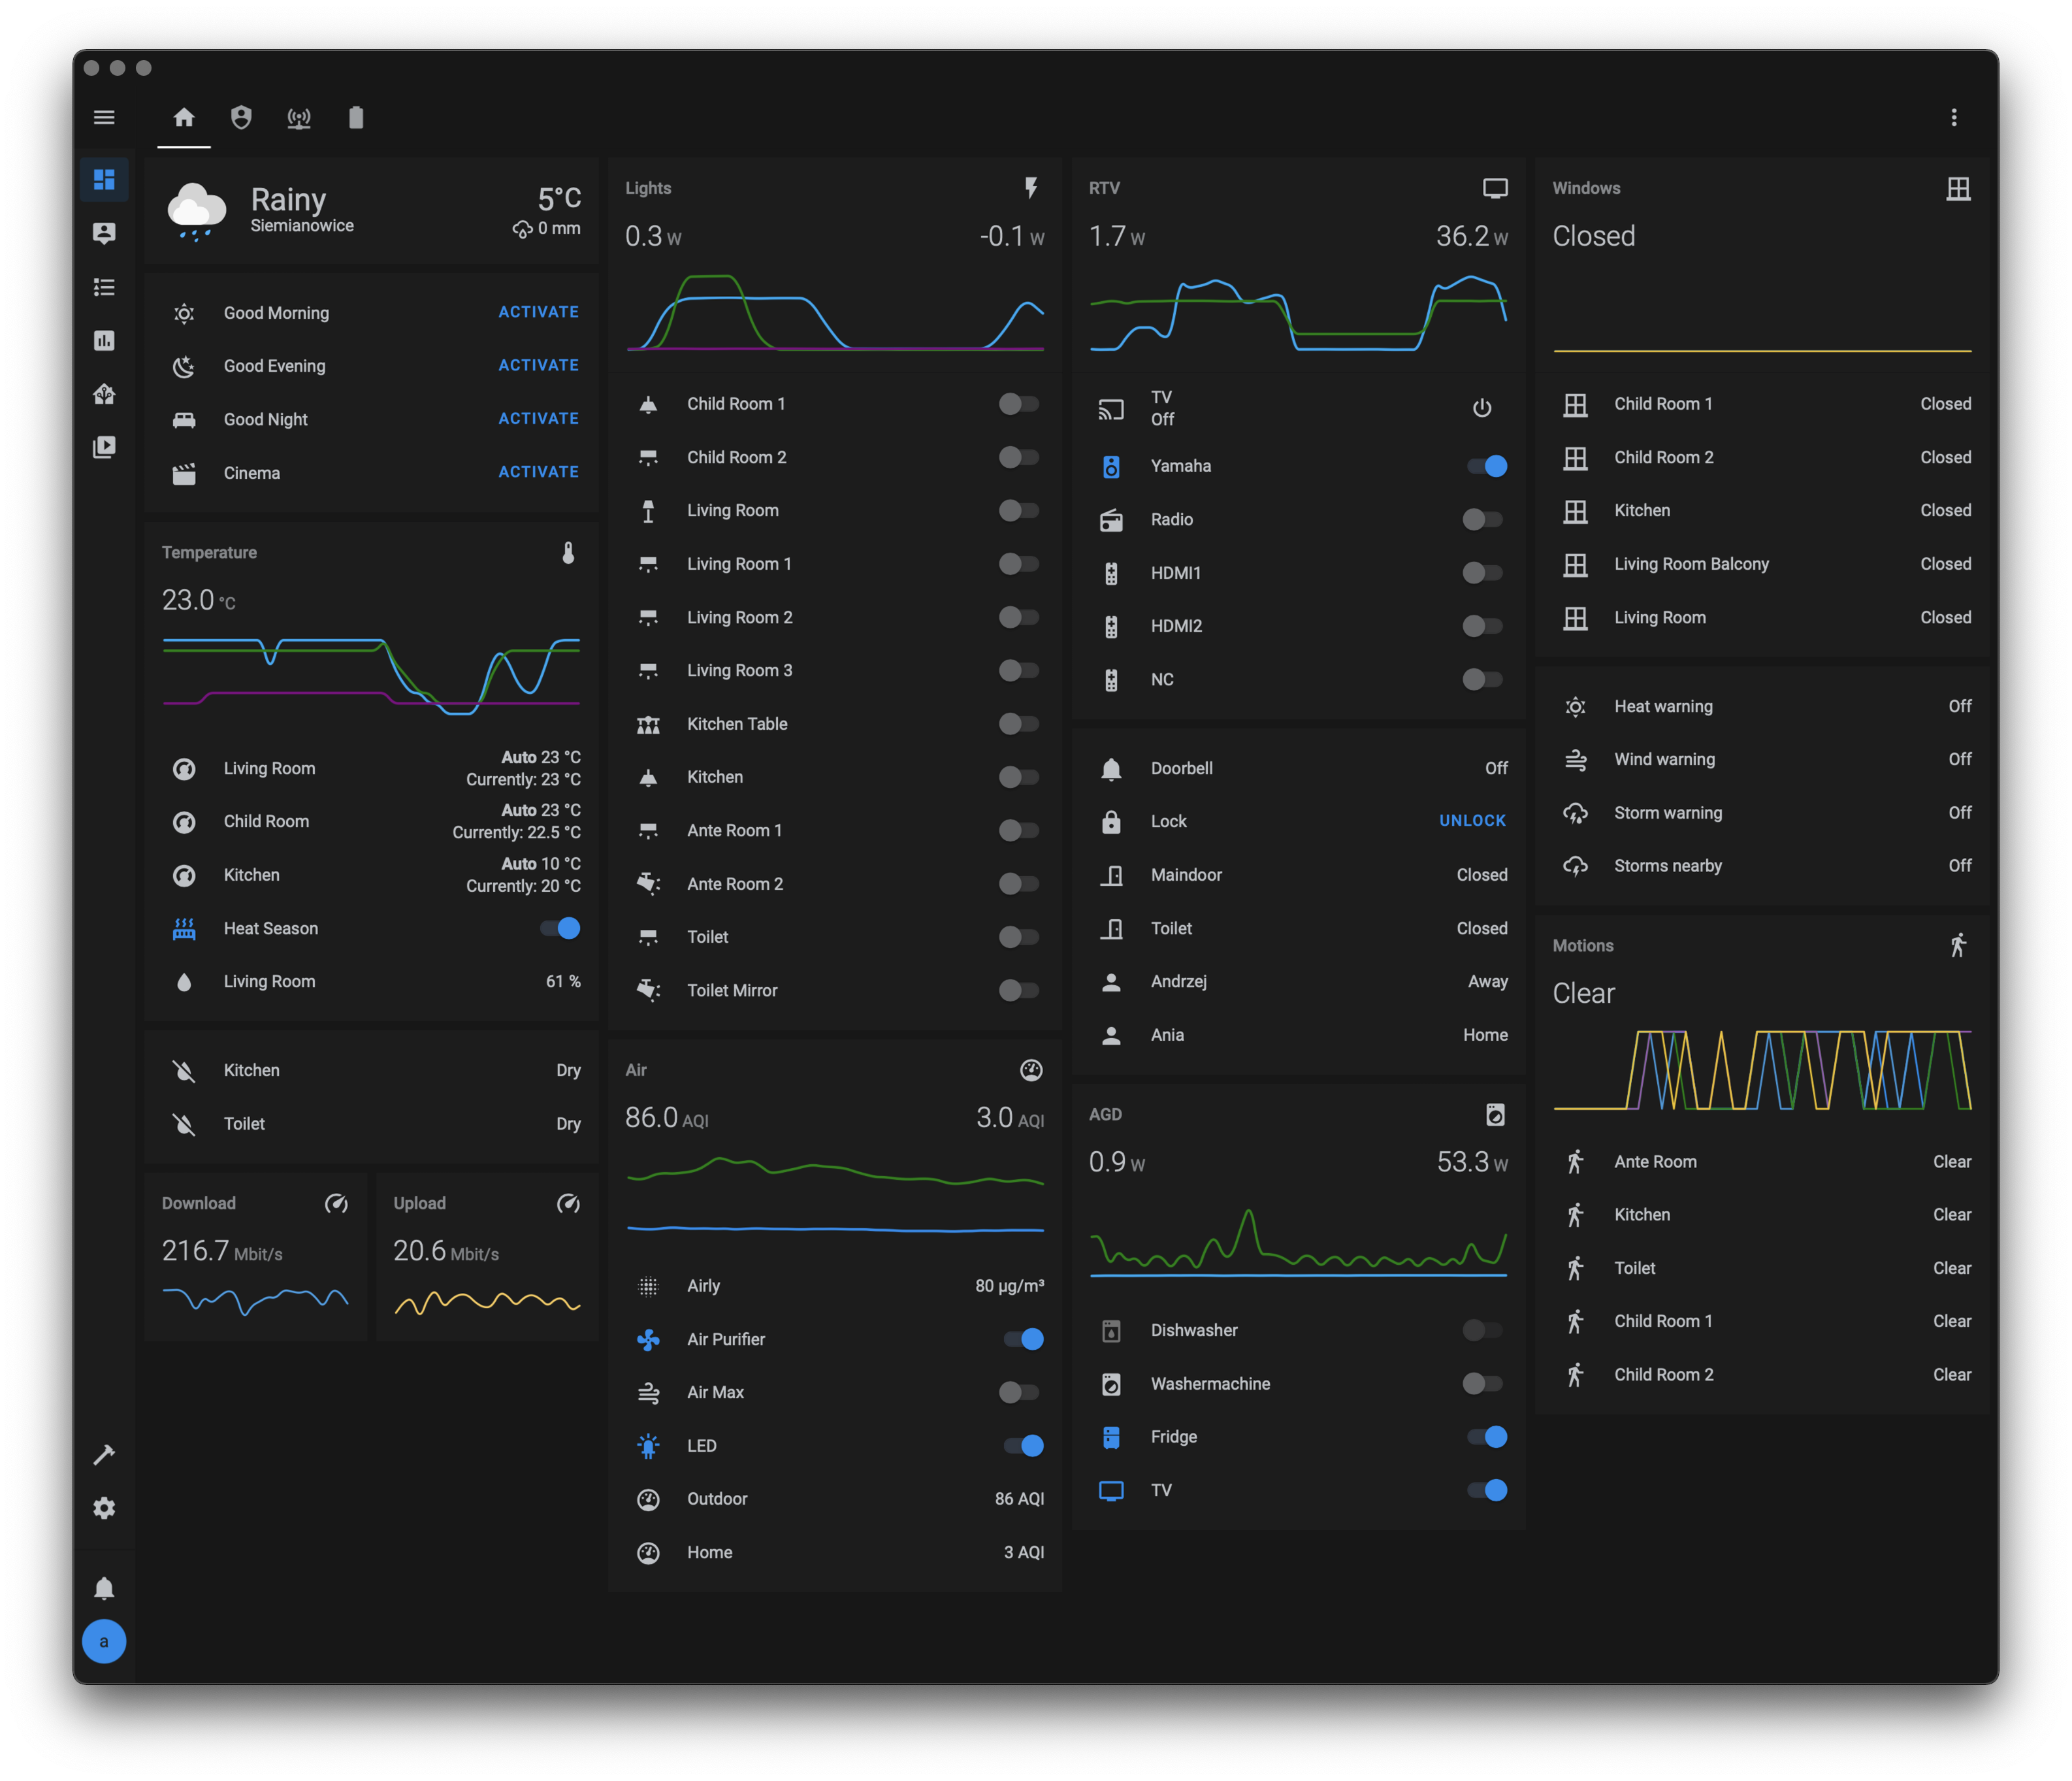 Rainy
Siemianowice
5°C
0 mm
Good Morning ACTIVATE
Good Evening ACTIVATE
Good Night ACTIVATE
Cinema ACTIVATE
Temperature
23.0 °C
Living Room Auto 23 °C
Currently: 23 °C
Child Room Auto 23 °C
Currently: 22.5 °C
Kitchen Auto 10 °C
Currently: 20 °C
Heat Season
Living Room 61 %
Kitchen Dry
Toilet Dry
Download
216.7 Mbit/s
Upload
20.6 Mbit/s
a
Lights
0.3 W -0.1 W
Child Room 1
Child Room 2
Living Room
Living Room 1
Living Room 2
Living Room 3
Kitchen Table
Kitchen
Ante Room 1
Ante Room 2
Toilet
Toilet Mirror
Air
86.0 AQI 3.0 AQI
Airly 80 µg/m³
Air Purifier
Air Max
LED
Outdoor 86 AQI
Home 3 AQI
RTV
1.7 W 36.2 W
TV
Off
Yamaha
Radio
HDMI1
HDMI2
NC
Doorbell Off
Lock UNLOCK
Maindoor Closed
Toilet Closed
Andrzej Away
Ania Home
AGD
0.9 W 53.3 W
Dishwasher
Washermachine
Fridge
TV
Windows
Closed
Child Room 1 Closed
Child Room 2 Closed
Kitchen Closed
Living Room Balcony Closed
Living Room Closed
Heat warning Off
Wind warning Off
Storm warning Off
Storms nearby Off
Motions
Clear
Ante Room Clear
Kitchen Clear
Toilet Clear
Child Room 1 Clear
Child Room 2 Clear